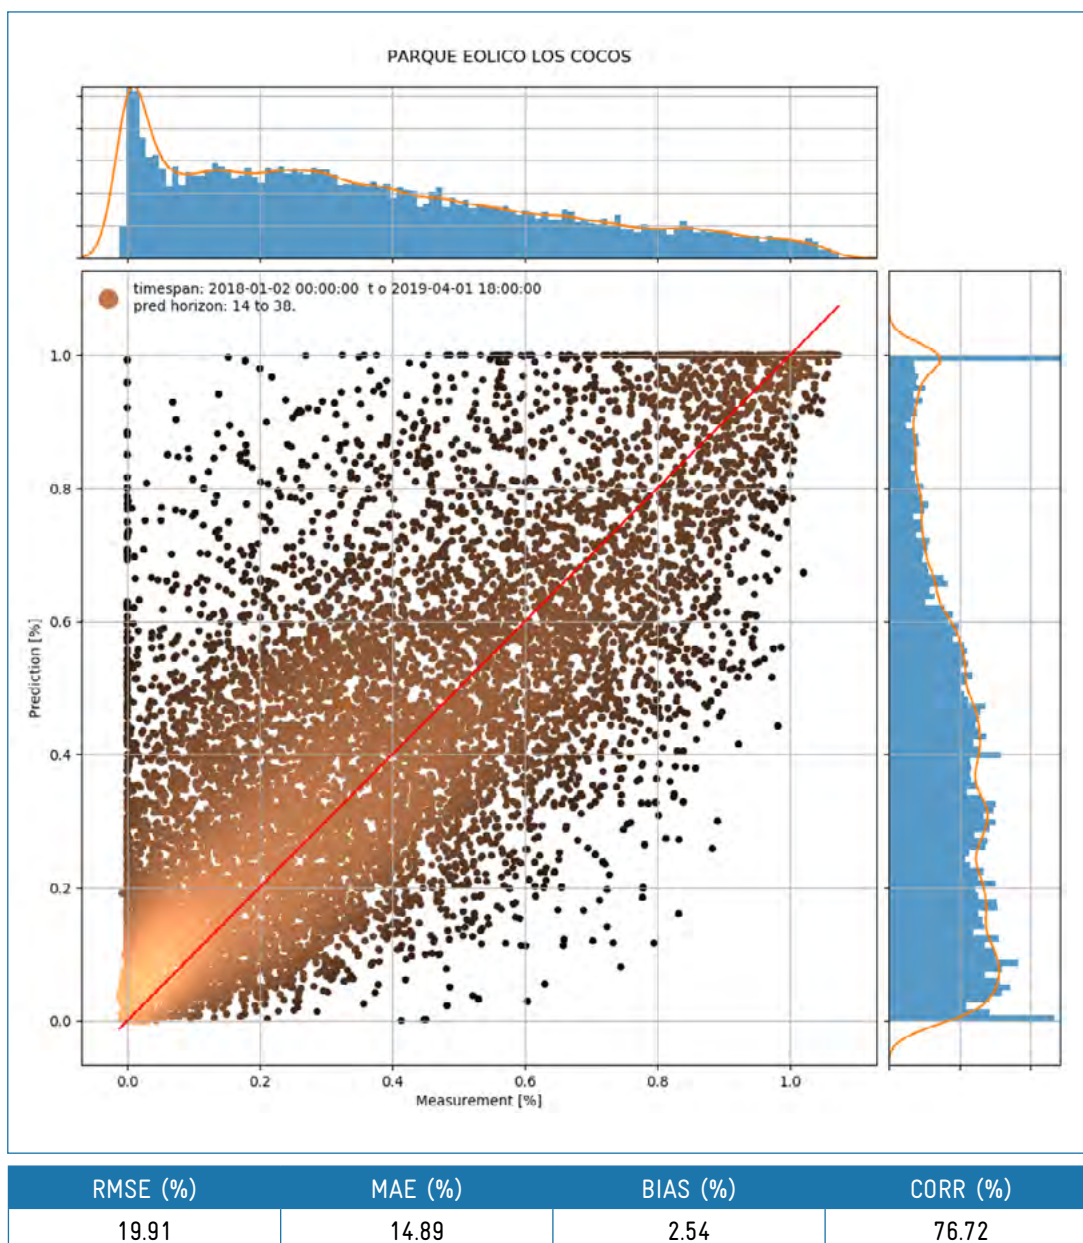 PARQUE EOLICO LOS COCOS
timespan: 2018-01-02 00:00:00 t o 2019-04-01 18:00:00
pred horizon: 14 to 38.
1.0
0.8
0.6
0.4
0.2
0.0
Prediction [%]
0.0 0.2 0.4 0.6 0.8 1.0
Measurement [%]
RMSE (%) MAE (%) BIAS (%) CORR (%)
19.91 14.89 2.54 76.72